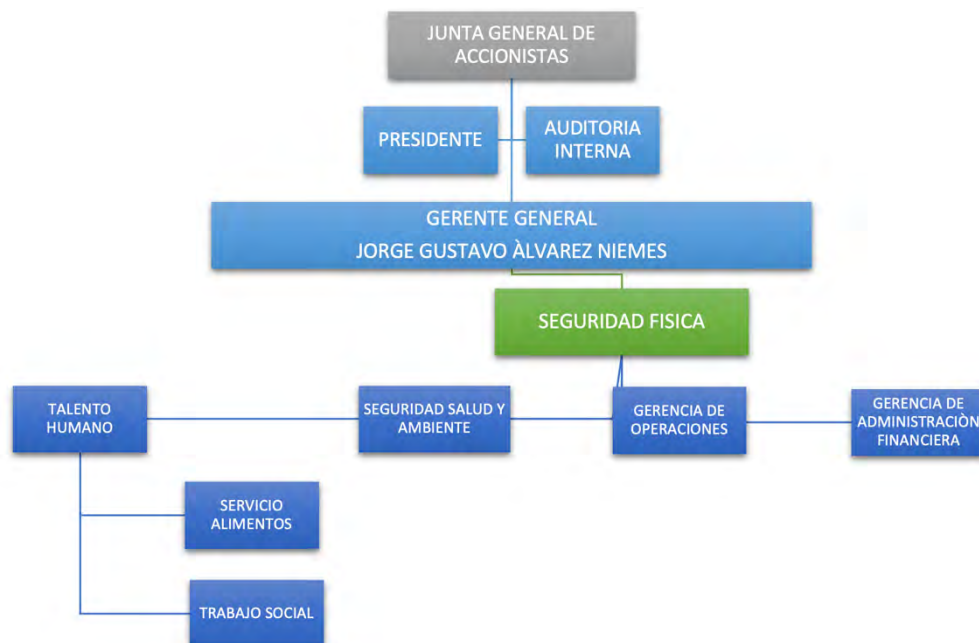 JUNTA GENERAL DE
ACCIONISTAS
PRESIDENTE
AUDITORIA
INTERNA
GERENTE GENERAL
JORGE GUSTAVO ÀLVAREZ NIEMES
SEGURIDAD FISICA
TALENTO
HUMANO
SEGURIDAD SALUD Y
AMBIENTE
GERENCIA DE
OPERACIONES
GERENCIA DE
ADMINISTRACIÒN
FINANCIERA
SERVICIO
ALIMENTOS
TRABAJO SOCIAL